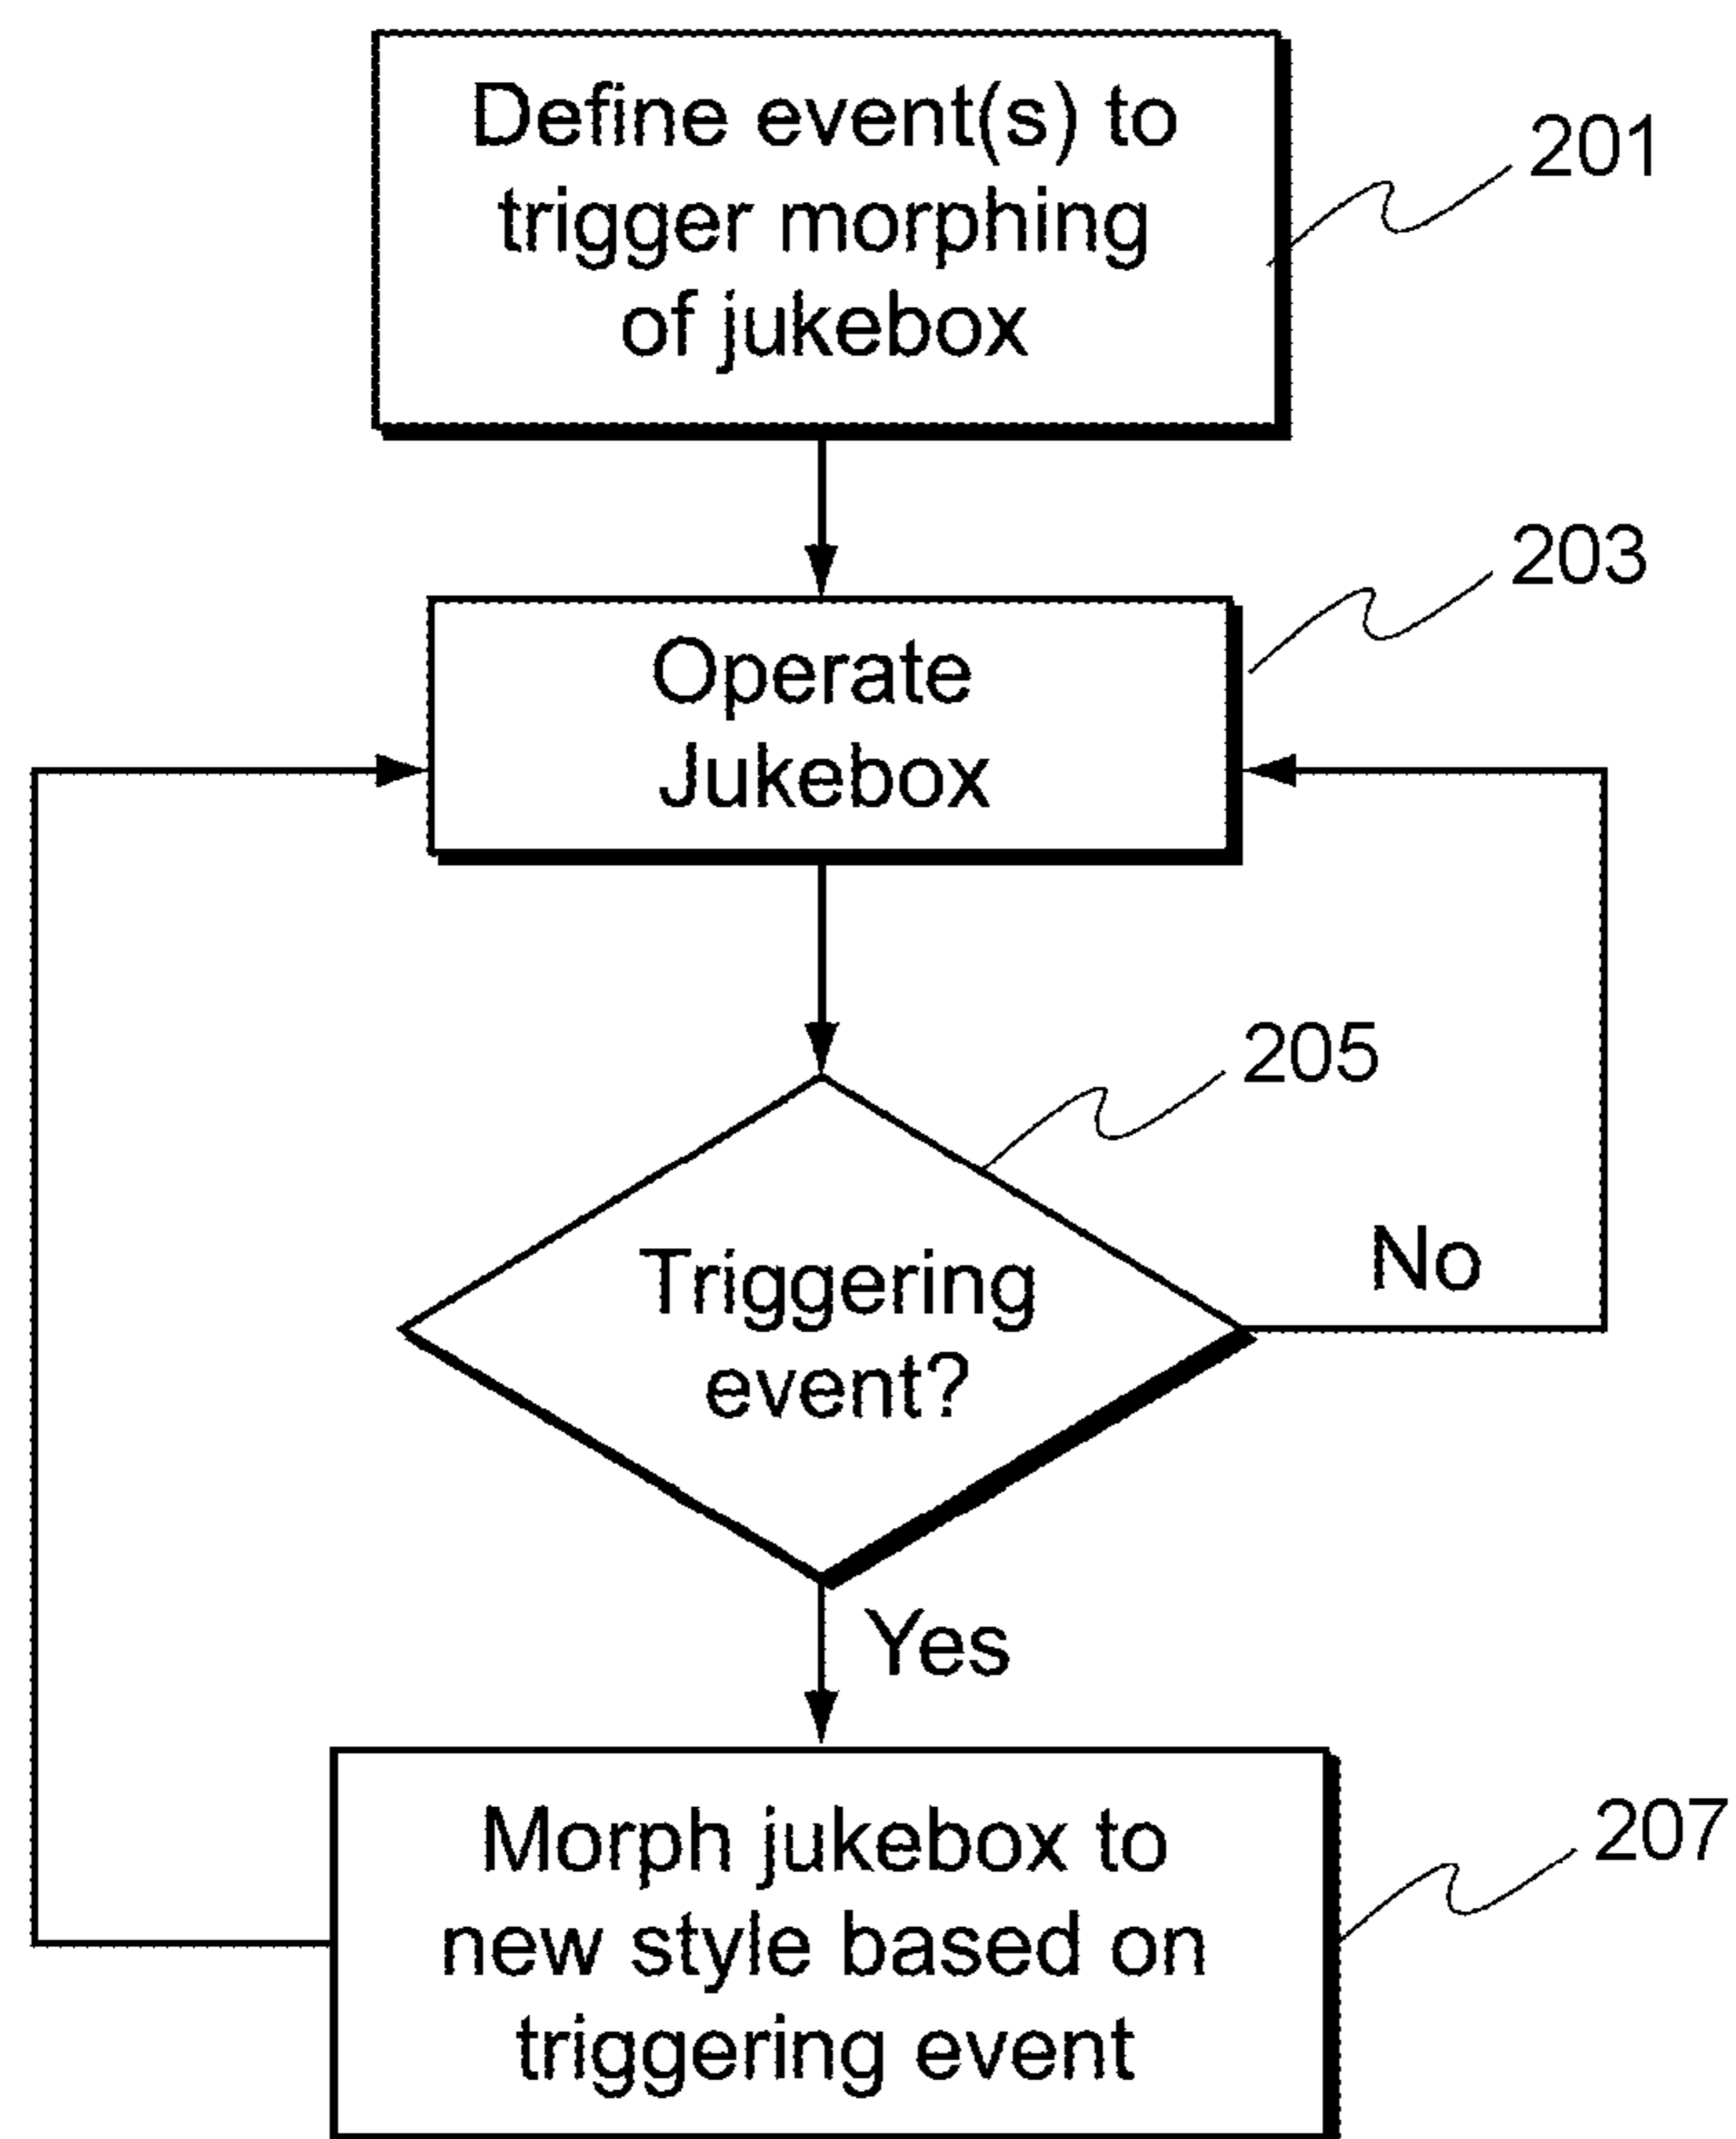 Define event(s) to
trigger morphing
of jukebox
201
203
Operate
Jukebox
205
Triggering
event?
No
Yes
Morph jukebox to
new style based on
triggering event
207